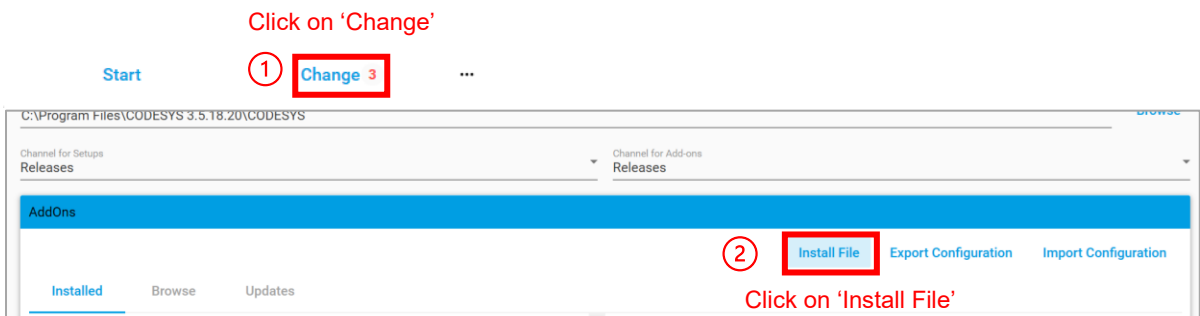 Click on ‘Change’
① Start Change 3 ...
C:\Program Files\CODESYS 3.5.18.20\CODESYS Browse
Channel for Setups Channel for Add-ons
Releases Releases
AddOns
② Install File Export Configuration Import Configuration
Installed Browse Updates
Click on ‘Install File’